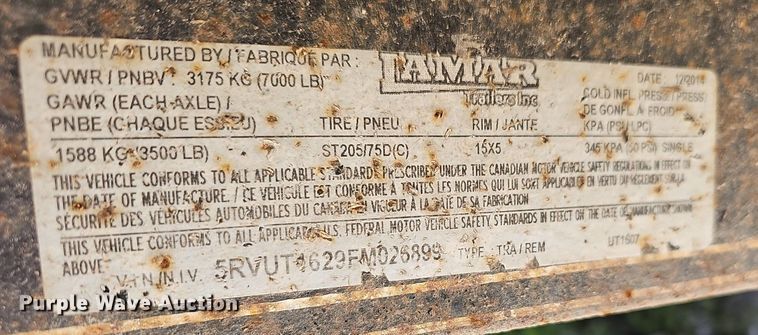 MANUFACTURED BY / FABRIQUE PAR :
LAMAR
Trailers Inc
DATE 12/2014
GVWR / PNBV : 3175 KG (7000 LB)
GAWR (EACH AXLE) /
PNBE (CHAQUE ESSIEU)
TIRE / PNEU
RIM / JANTE
COLD INFL. PRESS / PRESS.
DE GONFL. A FROID /
KPA (PSI / LPC)
1588 KG (3500 LB) ST205/75D(C) 15X5 345 KPA (50 PSI) SINGLE
THIS VEHICLE CONFORMS TO ALL APPLICABLE STANDARDS PRESCRIBED UNDER THE CANADIAN MOTOR VEHICLE SAFETY REGULATIONS IN EFFECT ON
THE DATE OF MANUFACTURE. / CE VEHICULE EST CONFORME À TOUTES LES NORMES QUI LUI SONT APPLICABLES EN VERTU DU RÈGLEMENT SUR LA
SÉCURITÉ DES VÉHICULES AUTOMOBILES DU CANADA EN VIGUEUR À LA DATE DE SA FABRICATION
THIS VEHICLE CONFORMS TO ALL APPLICABLE U.S. FEDERAL MOTOR VEHICLE SAFETY STANDARDS IN EFFECT ON THE DATE OF MANUFACTURE SHOWN
V.I.N./N.I.V. 5RVUT1629FM026899 TYPE : TRA / REM UT1607
Purple Wave Auction